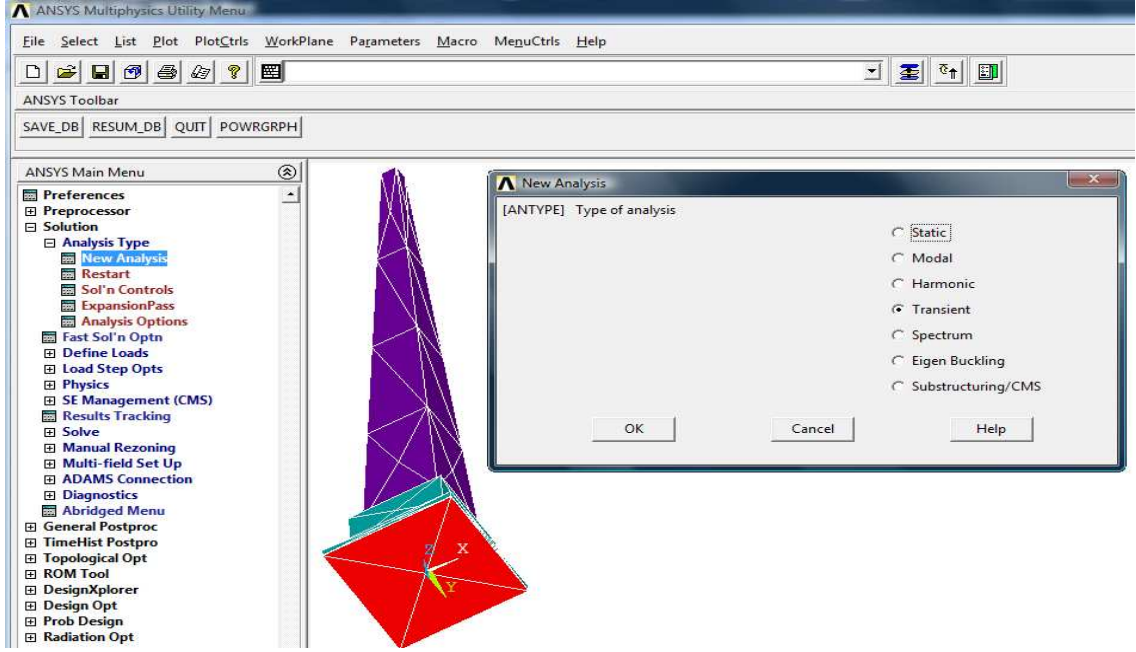 ANSYS Multiphysics Utility Menu
File Select List Plot PlotCtrls WorkPlane Parameters Macro MenuCtrls Help
ANSYS Toolbar
SAVE_DB RESUM_DB QUIT POWRGRPH
ANSYS Main Menu
Preferences
Preprocessor
Solution
Analysis Type
New Analysis
Restart
Sol'n Controls
ExpansionPass
Analysis Options
Fast Sol'n Optn
Define Loads
Load Step Opts
Physics
SE Management (CMS)
Results Tracking
Solve
Manual Rezoning
Multi-field Set Up
ADAMS Connection
Diagnostics
Abridged Menu
General Postproc
TimeHist Postpro
Topological Opt
ROM Tool
DesignXplorer
Design Opt
Prob Design
Radiation Opt
New Analysis
[ANTYPE] Type of analysis
Static
Modal
Harmonic
Transient
Spectrum
Eigen Buckling
Substructuring/CMS
OK Cancel Help
Z X
Y